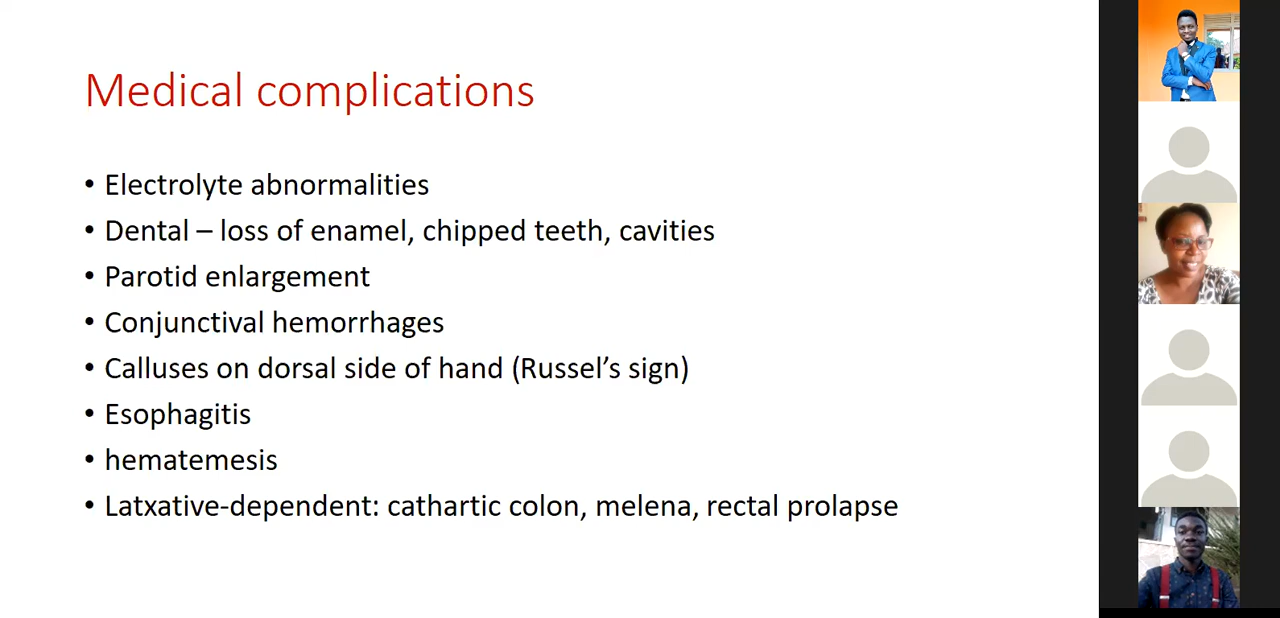 Medical complications
• Electrolyte abnormalities
• Dental – loss of enamel, chipped teeth, cavities
• Parotid enlargement
• Conjunctival hemorrhages
• Calluses on dorsal side of hand (Russel’s sign)
• Esophagitis
• hematemesis
• Latxative-dependent: cathartic colon, melena, rectal prolapse